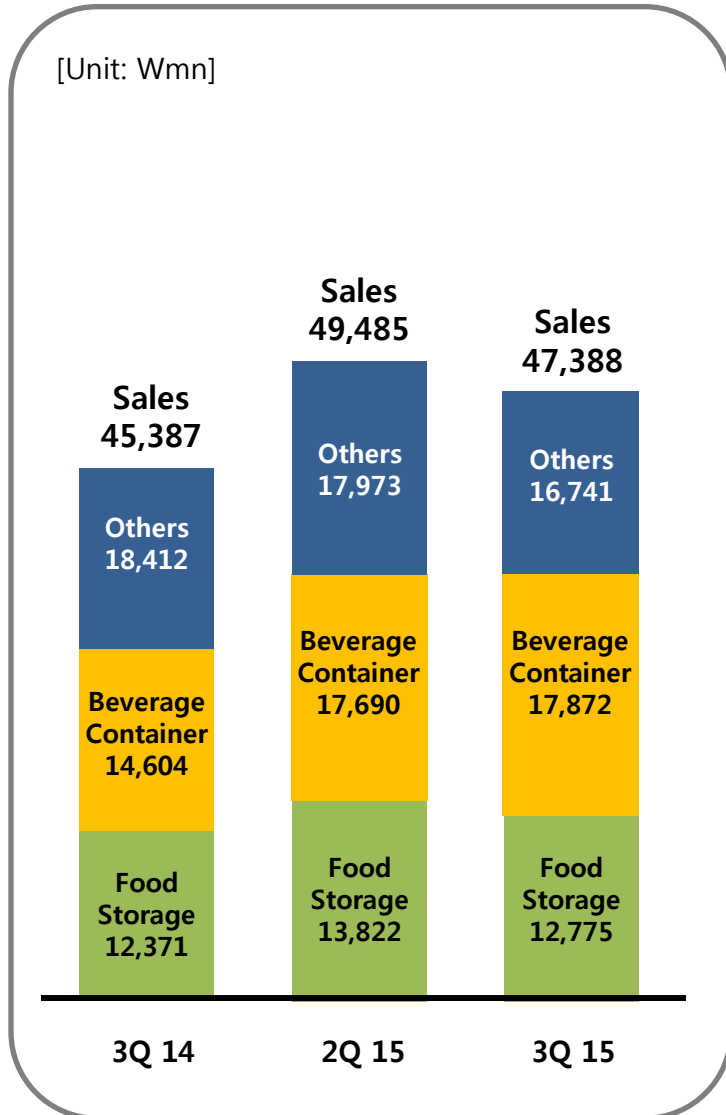 [Unit: Wmn]
Sales
45,387
Others
18,412
Beverage
Container
14,604
Food
Storage
12,371
3Q 14
Sales
49,485
Others
17,973
Beverage
Container
17,690
Food
Storage
13,822
2Q 15
Sales
47,388
Others
16,741
Beverage
Container
17,872
Food
Storage
12,775
3Q 15